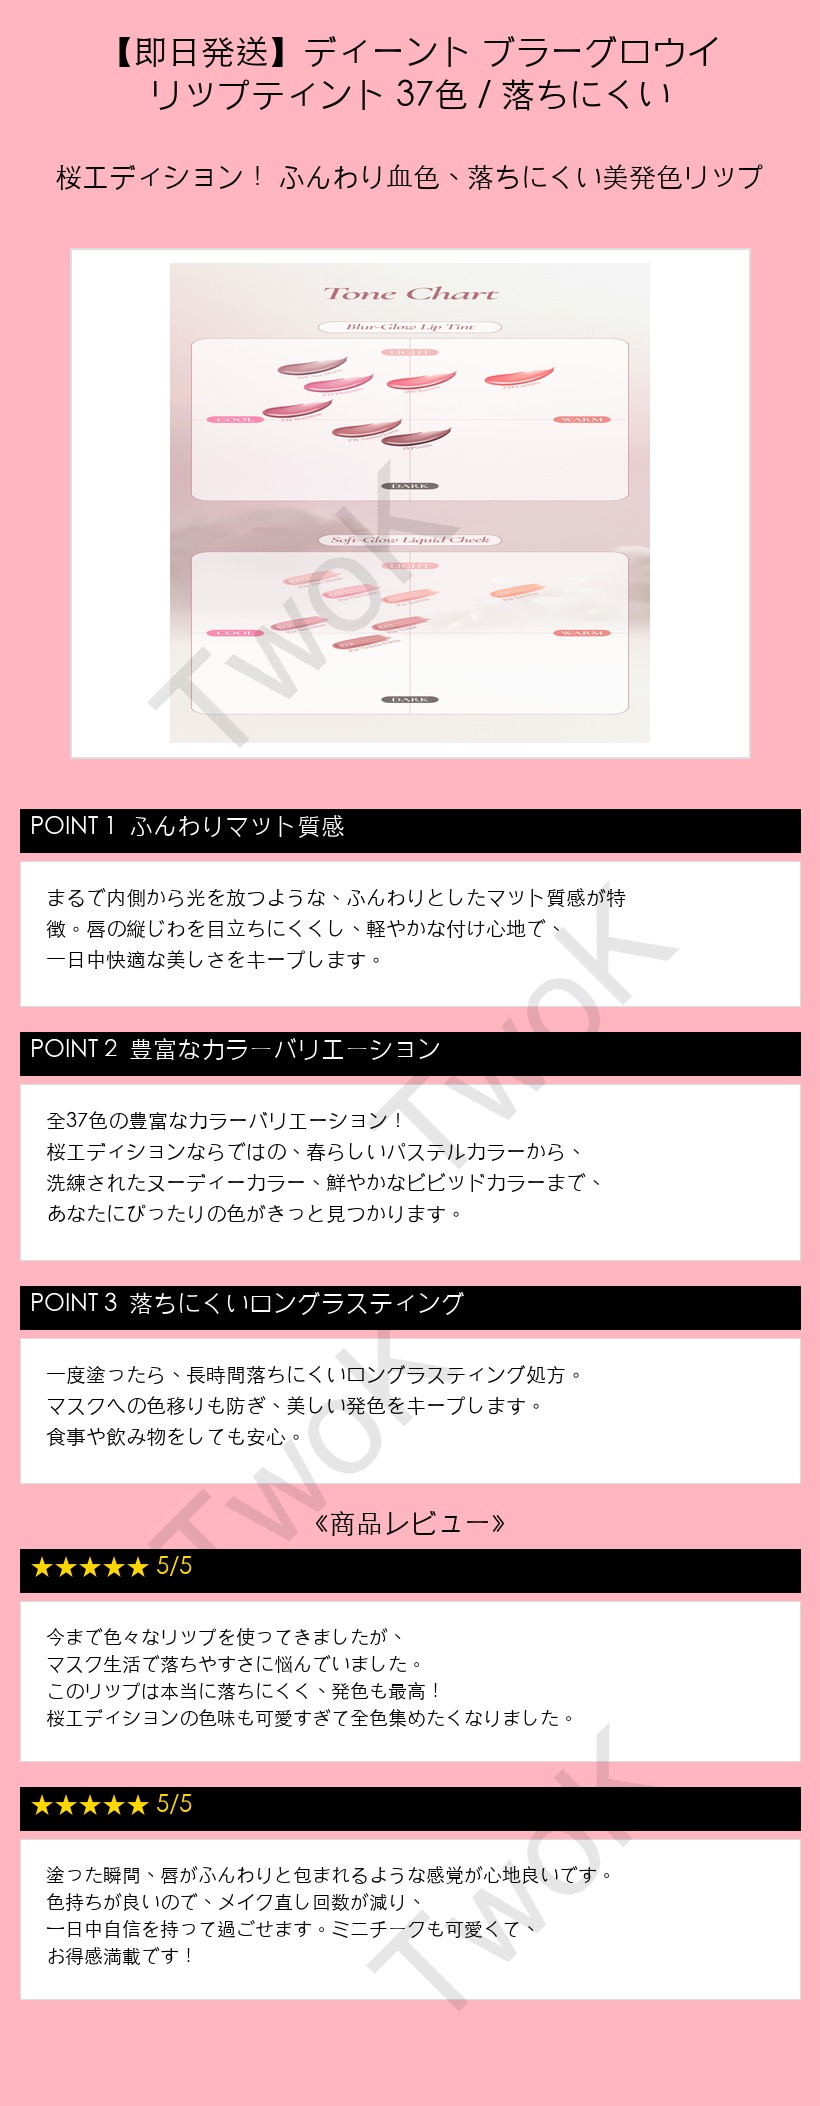 【即日発送】ディーント ブラーグロウイ
リップティント 37色 / 落ちにくい
桜エディション！ ふんわり血色、落ちにくい美発色リップ
Tone Chart
Blur-Glow Lip Tint
LIGHT
COOL
WARM
DARK
Soft-Glow Liquid Cheek
LIGHT
COOL
WARM
DARK
TwoK
POINT 1 ふんわりマット質感
まるで内側から光を放つような、ふんわりとしたマット質感が特
徴。唇の縦じわを目立ちにくくし、軽やかな付け心地で、
一日中快適な美しさをキープします。
TwoK
POINT 2 豊富なカラーバリエーション
全37色の豊富なカラーバリエーション！
桜エディションならではの、春らしいパステルカラーから、
洗練されたヌーディーカラー、鮮やかなビビッドカラーまで、
あなたにぴったりの色がきっと見つかります。
POINT 3 落ちにくいロングラスティング
一度塗ったら、長時間落ちにくいロングラスティング処方。
マスクへの色移りも防ぎ、美しい発色をキープします。
食事や飲み物をしても安心。
TwoK
《商品レビュー》
★★★★★ 5/5
今まで色々なリップを使ってきましたが、
マスク生活で落ちやすさに悩んでいました。
このリップは本当に落ちにくく、発色も最高！
桜エディションの色味も可愛すぎて全色集めたくなりました。
★★★★★ 5/5
塗った瞬間、唇がふんわりと包まれるような感覚が心地良いです。
色持ちが良いので、メイク直し回数が減り、
一日中自信を持って過ごせます。ミニチークも可愛くて、
お得感満載です！
TwoK